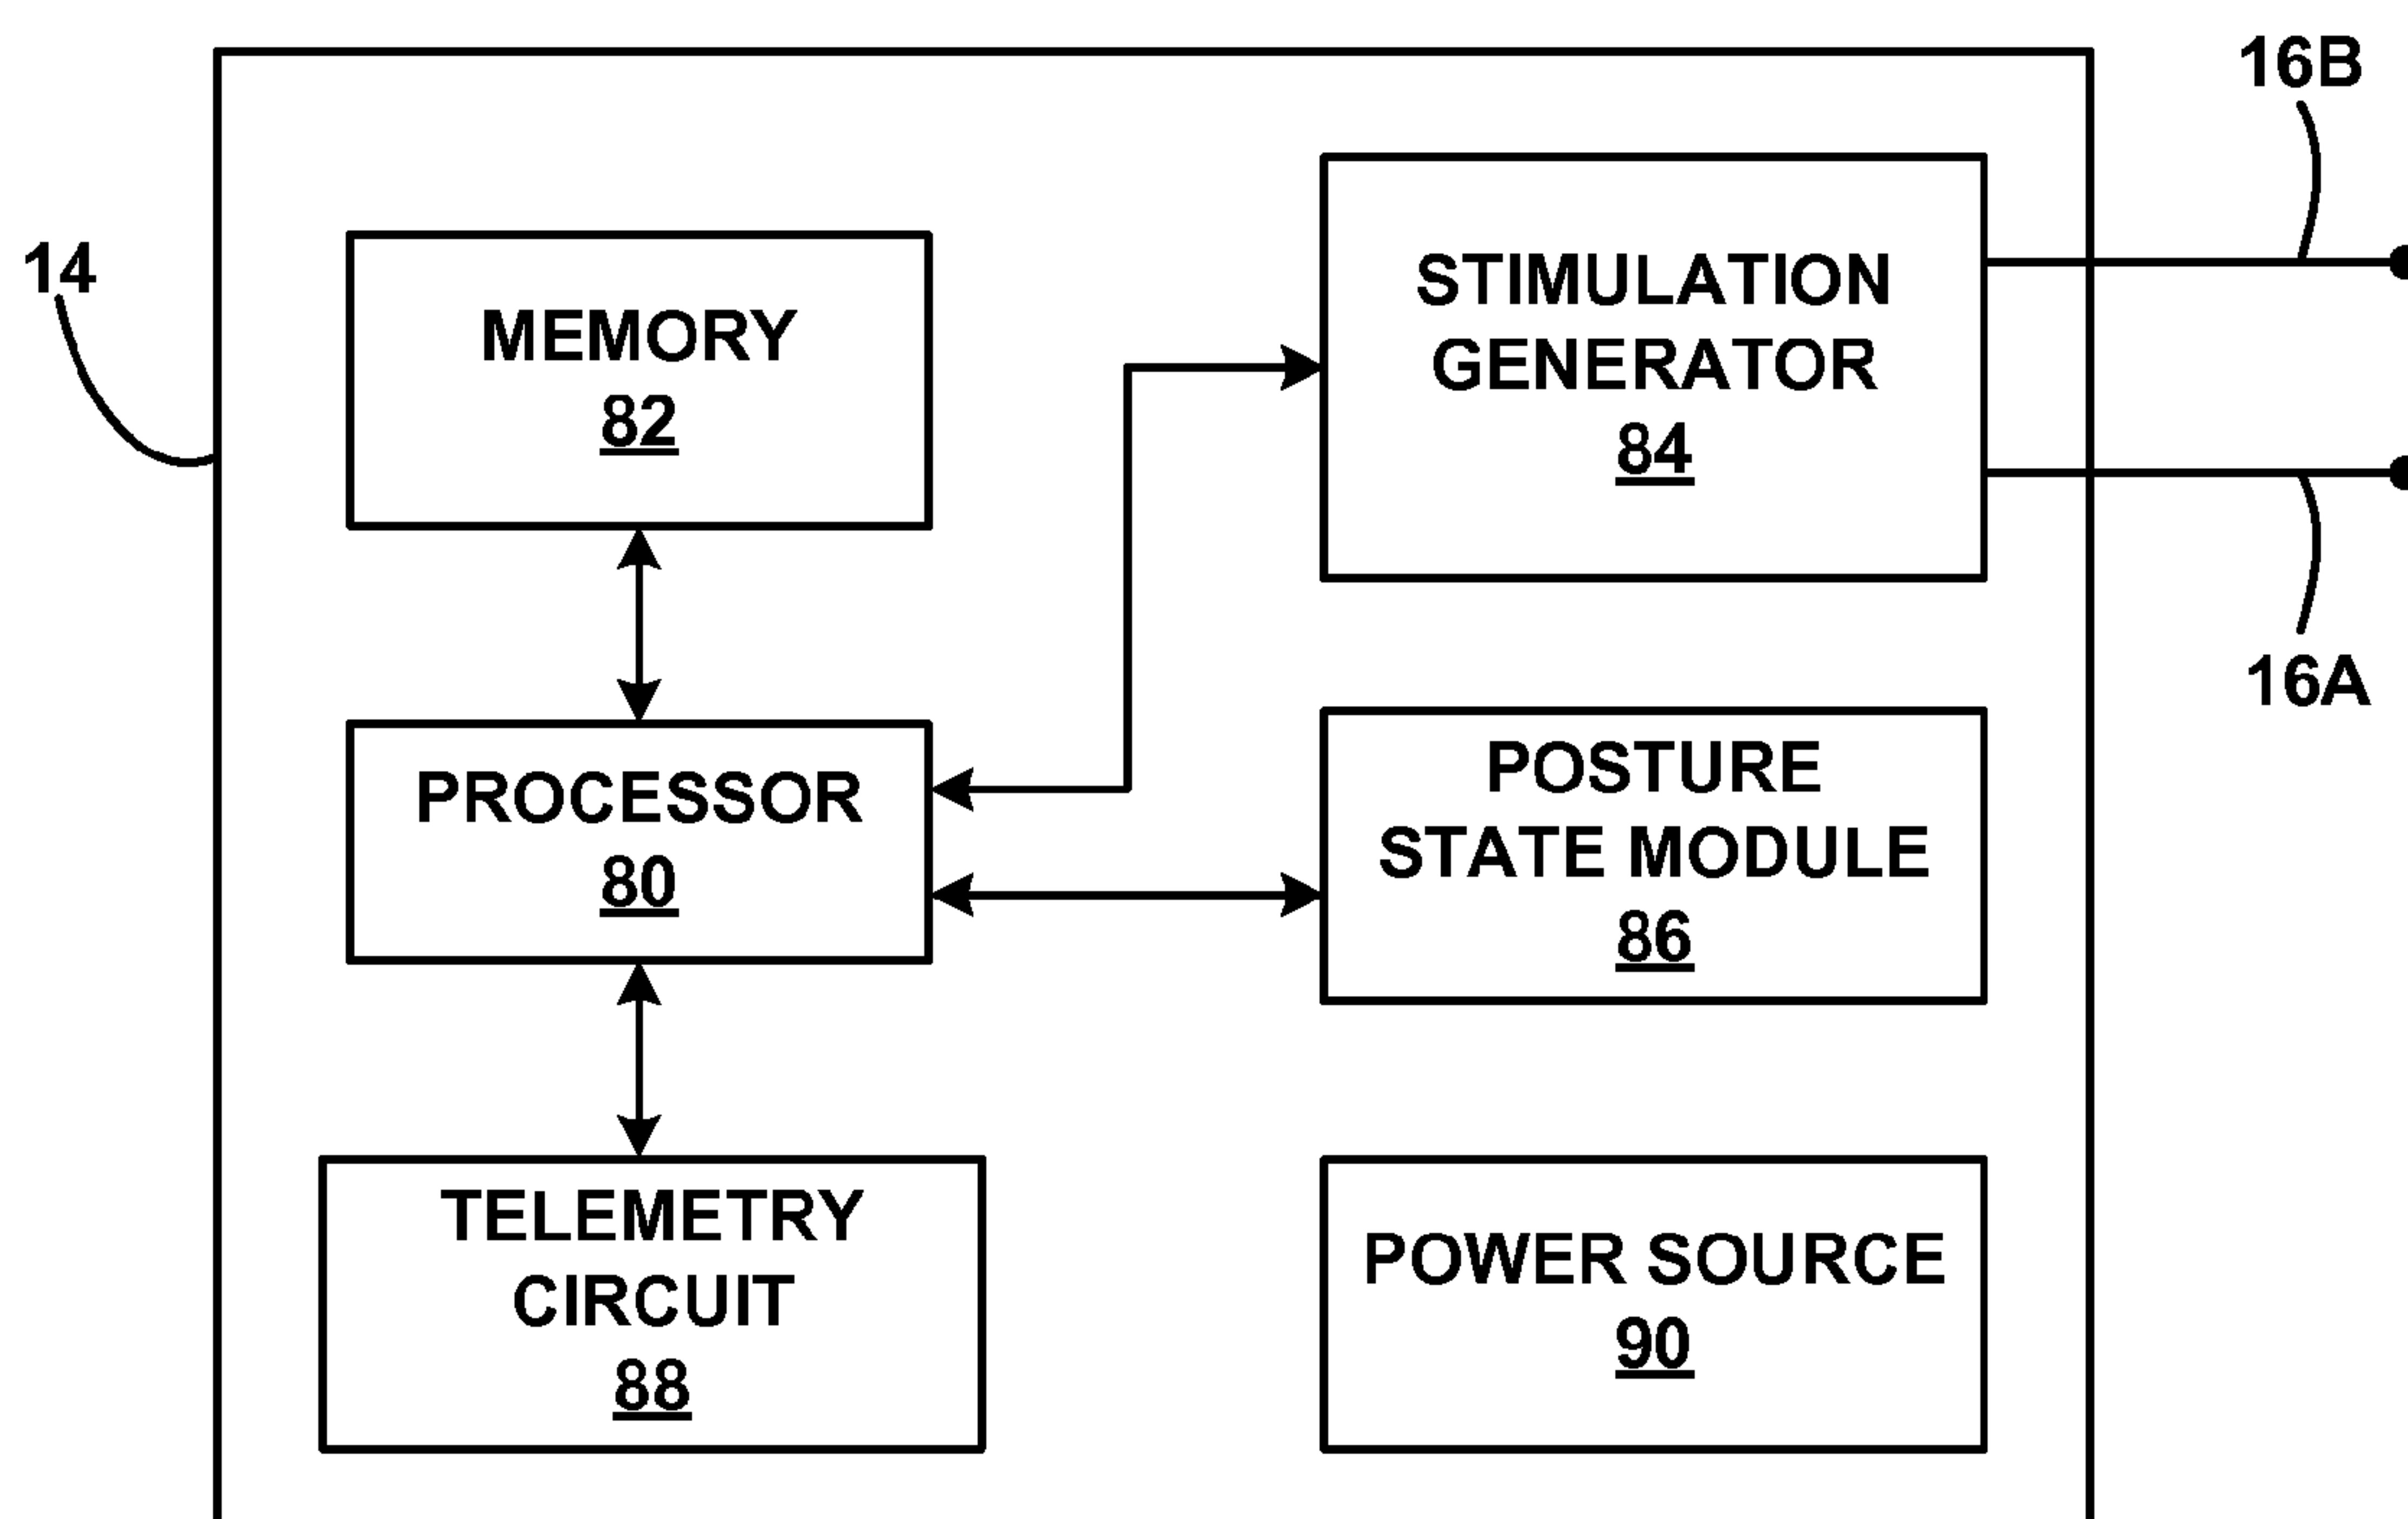 16B
14
MEMORY
82
STIMULATION
GENERATOR
84
16A
PROCESSOR
80
POSTURE
STATE MODULE
86
TELEMETRY
CIRCUIT
88
POWER SOURCE
90